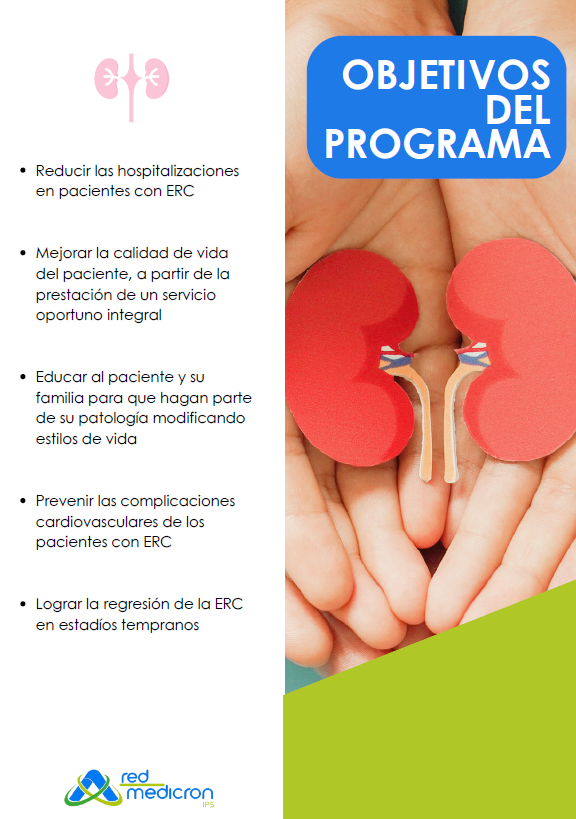 OBJETIVOS
DEL
PROGRAMA
• Reducir las hospitalizaciones
en pacientes con ERC
• Mejorar la calidad de vida
del paciente, a partir de la
prestación de un servicio
oportuno integral
• Educar al paciente y su
familia para que hagan parte
de su patología modificando
estilos de vida
• Prevenir las complicaciones
cardiovasculares de los
pacientes con ERC
• Lograr la regresión de la ERC
en estadíos tempranos
red
medicron
IPS